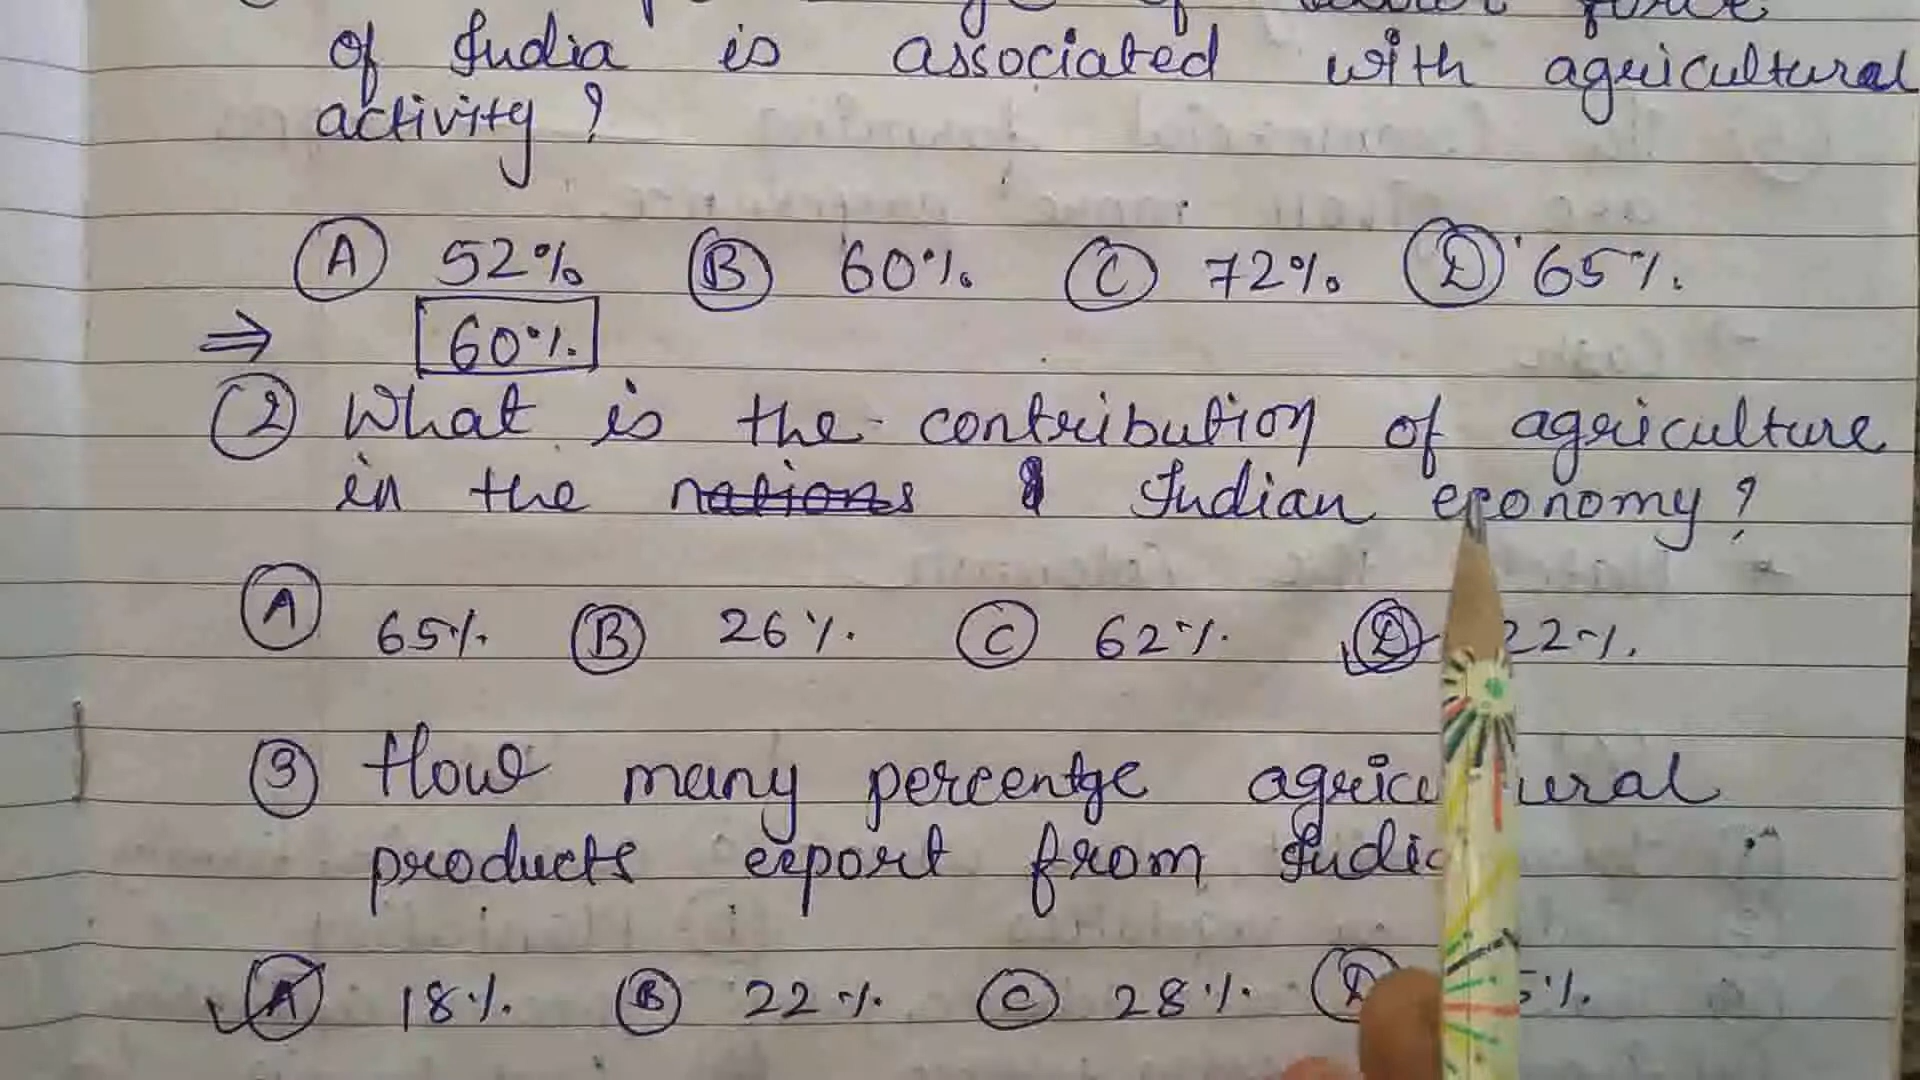 of India is associated with agricultural
activity?
A 52% B 60% C 72% D 65%.
⇒ 60%.
2 What is the contribution of agriculture
in the nations Indian economy?
A 65%. B 26%. C 62%. D 22%.
3 How many percentge
products export from
A 18%. B 22%. C 28%. D